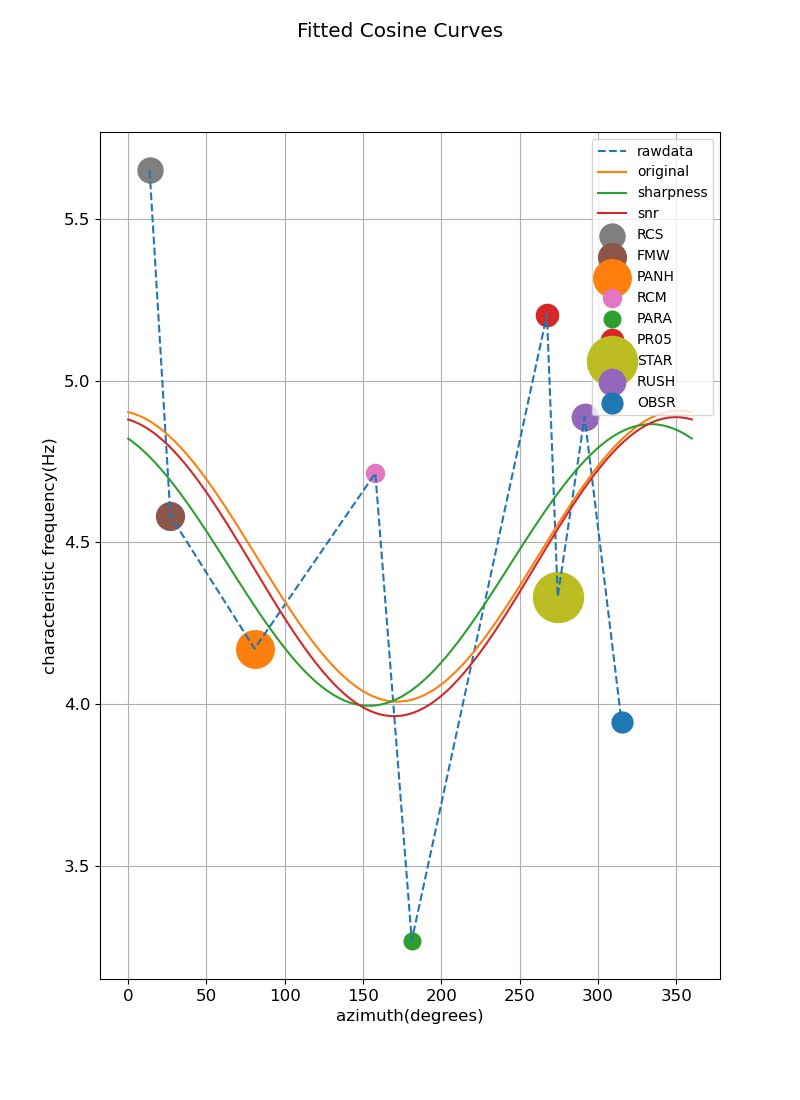 Fitted Cosine Curves
rawdata
original
sharpness
snr
RCS
FMW
PANH
RCM
PARA
PR05
STAR
RUSH
OBSR
characteristic frequency(Hz)
5.5
5.0
4.5
4.0
3.5
0 50 100 150 200 250 300 350
azimuth(degrees)